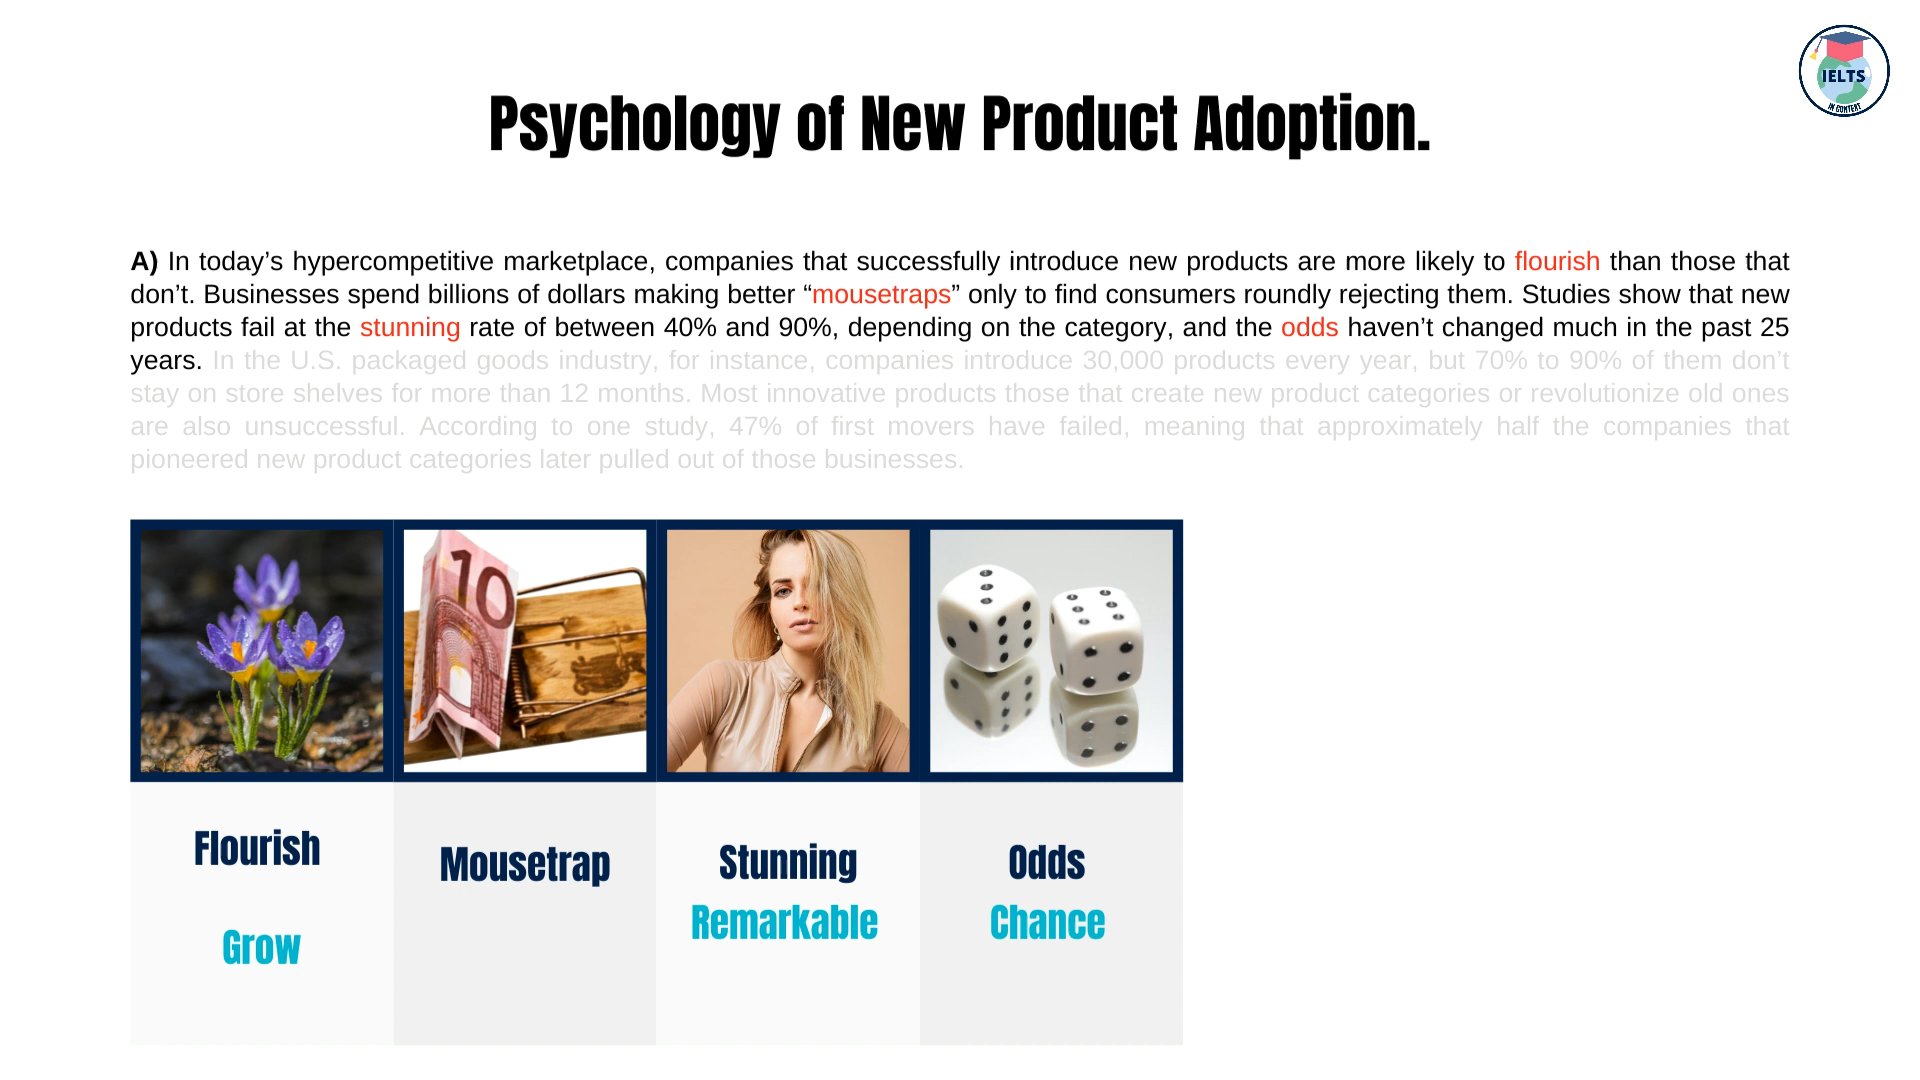 IELTS
IN CONTEXT
Psychology of New Product Adoption.
A) In today’s hypercompetitive marketplace, companies that successfully introduce new products are more likely to flourish than those that
don’t. Businesses spend billions of dollars making better “mousetraps” only to find consumers roundly rejecting them. Studies show that new
products fail at the stunning rate of between 40% and 90%, depending on the category, and the odds haven’t changed much in the past 25
years. In the U.S. packaged goods industry, for instance, companies introduce 30,000 products every year, but 70% to 90% of them don’t
stay on store shelves for more than 12 months. Most innovative products those that create new product categories or revolutionize old ones
are also unsuccessful. According to one study, 47% of first movers have failed, meaning that approximately half the companies that
pioneered new product categories later pulled out of those businesses.
10
Flourish
Grow
Mousetrap
Stunning
Remarkable
Odds
Chance